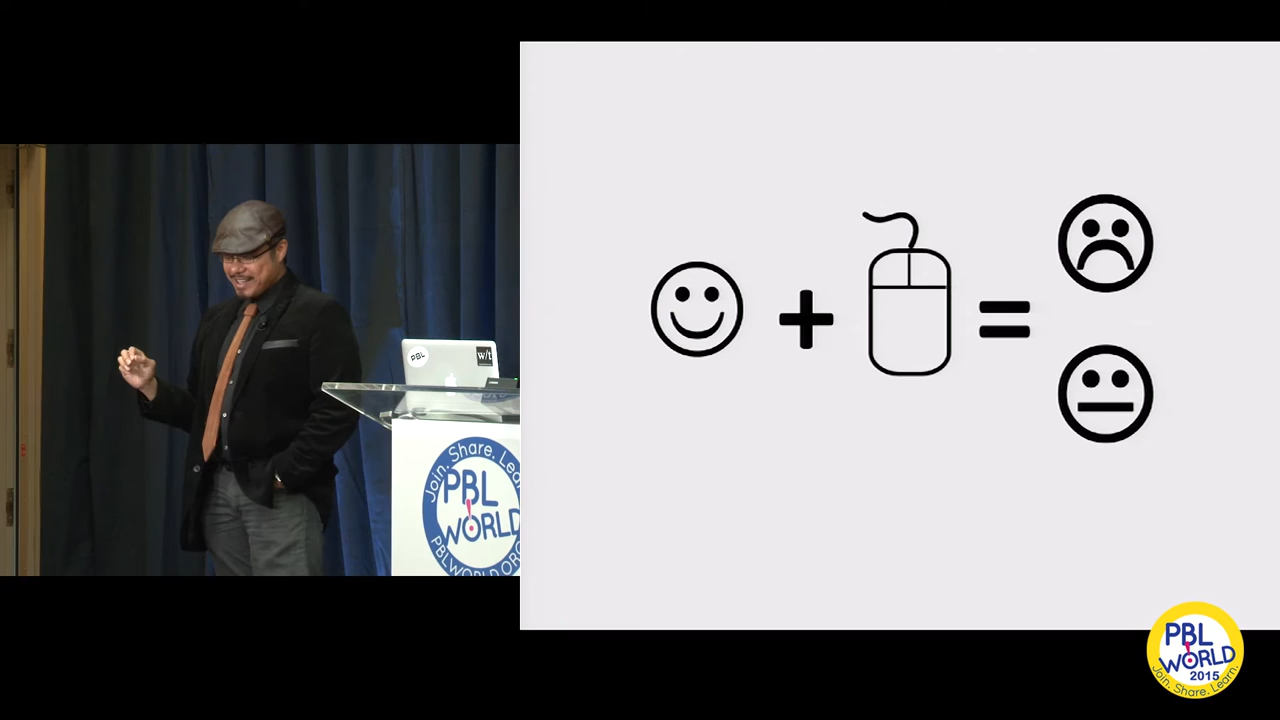 PBL
w/t
Join. Share. Lea
PBL
WORLD
PBLWORLD.ORG
PBL
WORLD
2015
Join. Share. Learn.